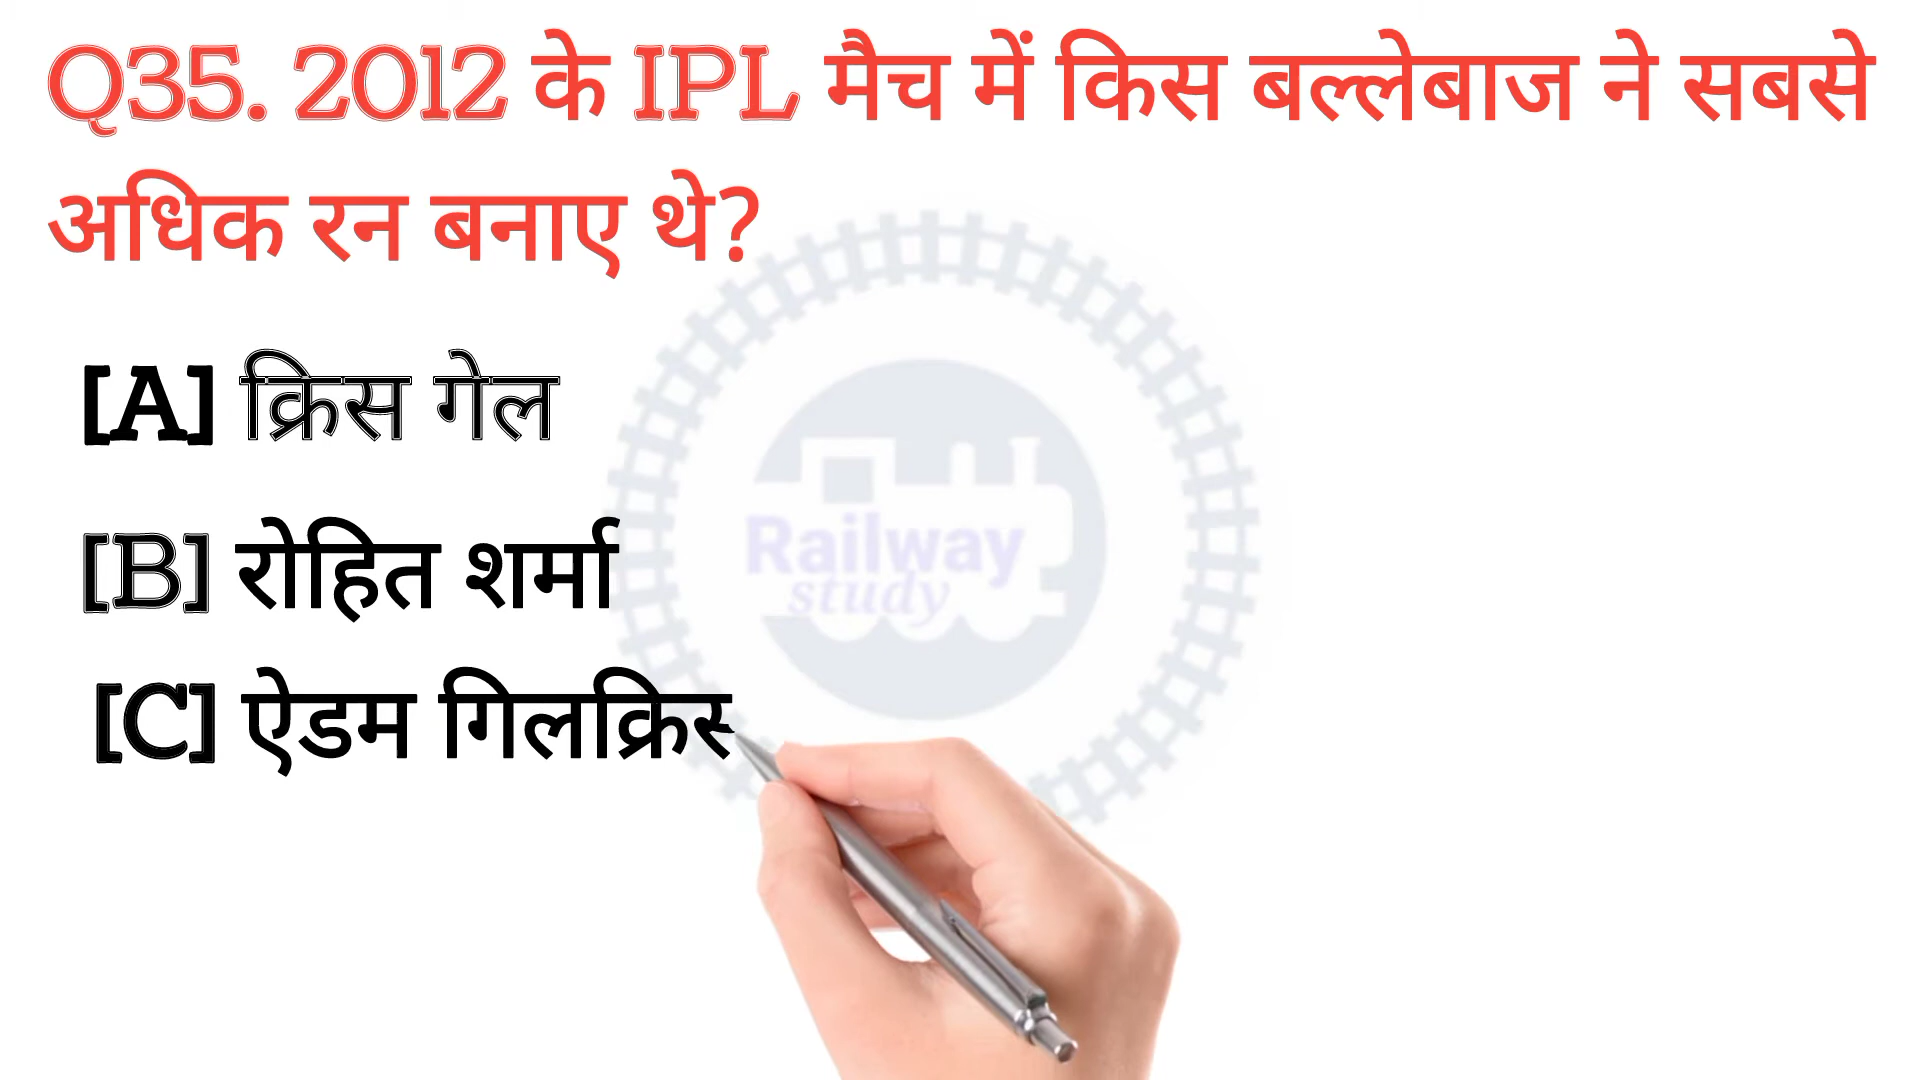 Q35. 2012 के IPL मैच में किस बल्लेबाज ने सबसे
अधिक रन बनाए थे?
[A] क्रिस गेल
[B] रोहित शर्मा
[C] ऐडम गिलक्रिस्
Railway
study